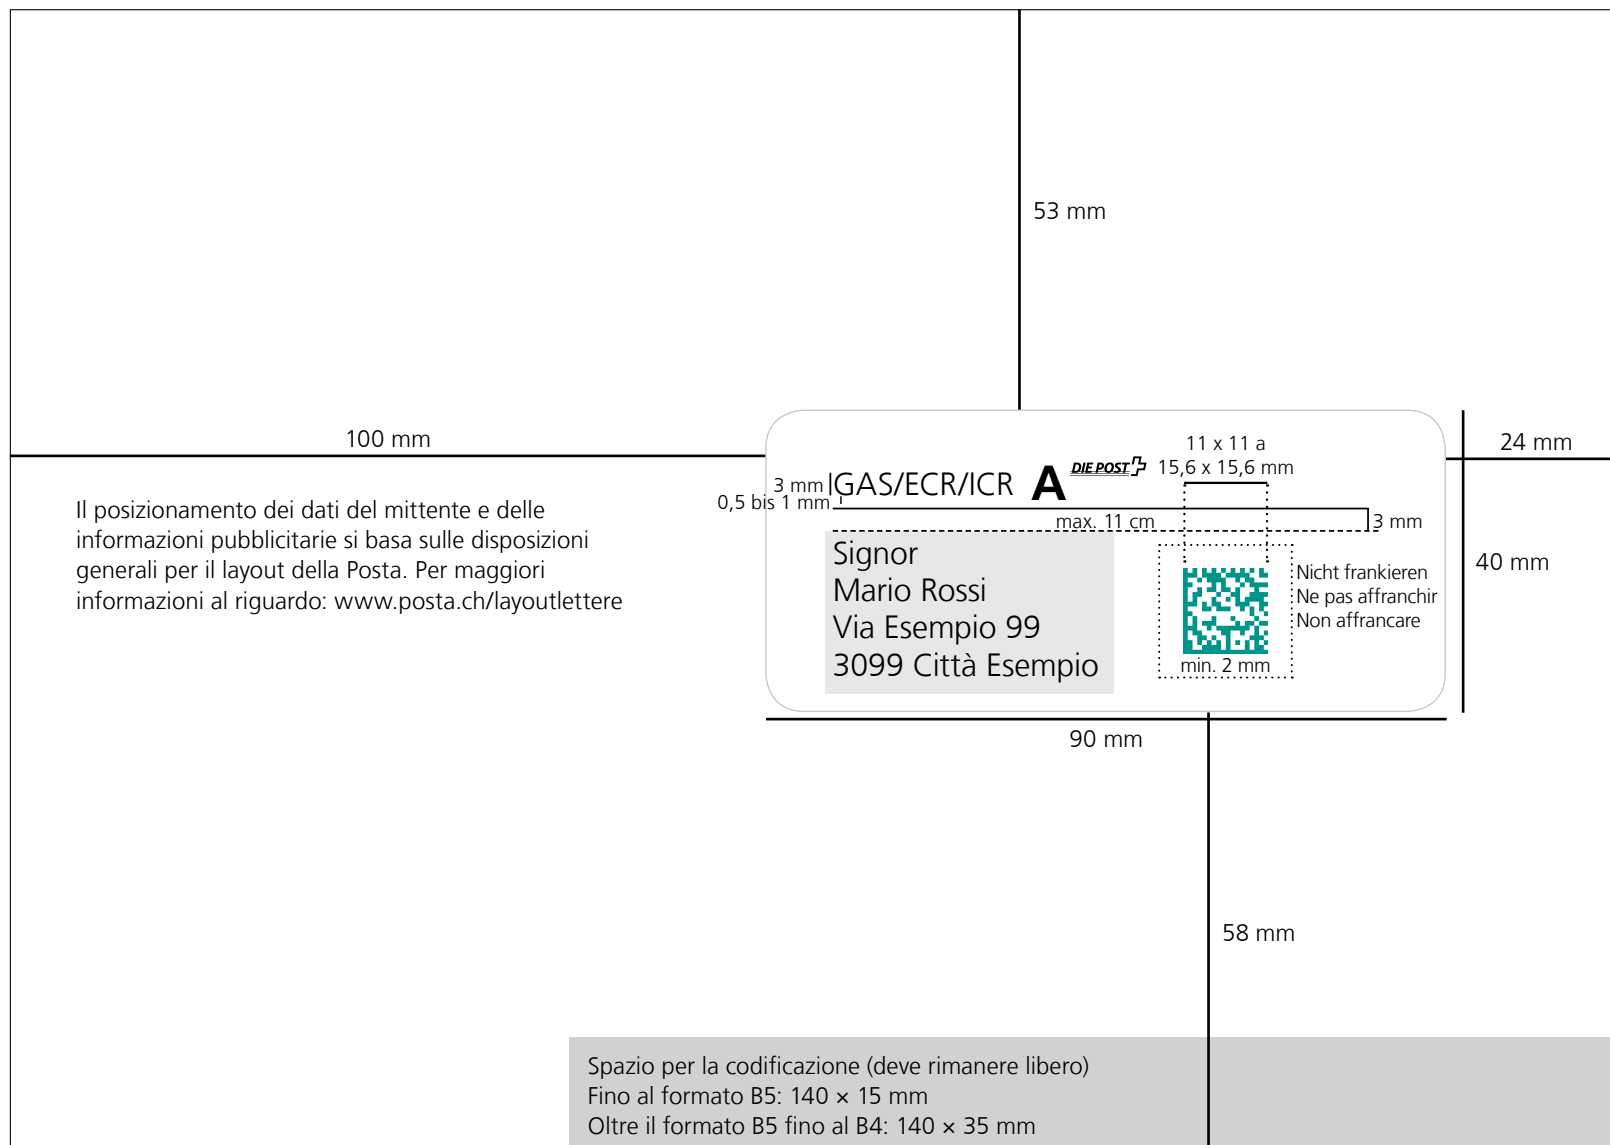 53 mm
100 mm
24 mm
11 x 11 a
15,6 x 15,6 mm
3 mm
GAS/ECR/ICR A DIE POST
0,5 bis 1 mm
max. 11 cm
3 mm
Il posizionamento dei dati del mittente e delle
informazioni pubblicitarie si basa sulle disposizioni
generali per il layout della Posta. Per maggiori
informazioni al riguardo: www.posta.ch/layoutlettere
Signor
Mario Rossi
Via Esempio 99
3099 Città Esempio
Nicht frankieren
Ne pas affranchir
Non affrancare
min. 2 mm
40 mm
90 mm
58 mm
Spazio per la codificazione (deve rimanere libero)
Fino al formato B5: 140 × 15 mm
Oltre il formato B5 fino al B4: 140 × 35 mm